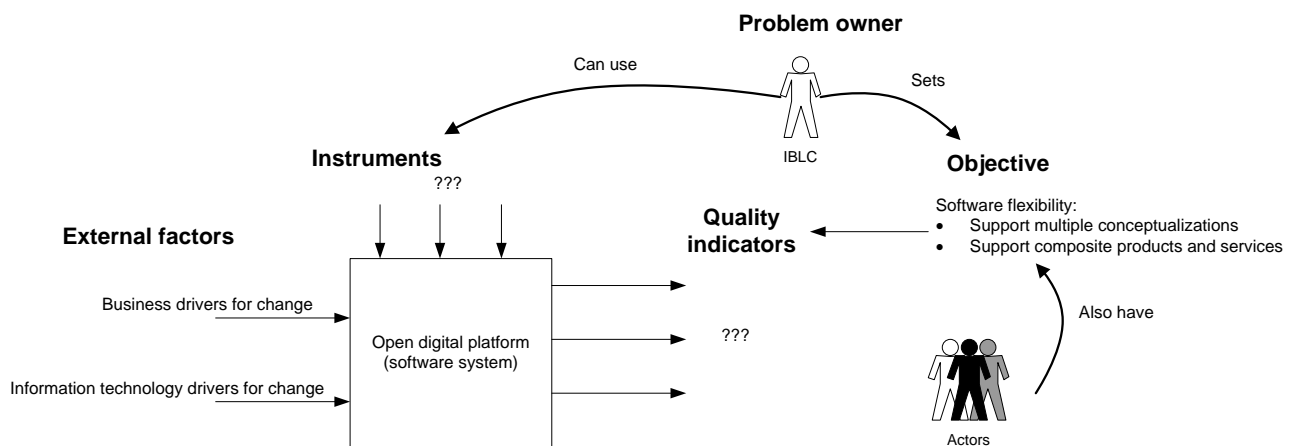 Problem owner
Can use
Sets
IBLC
Instruments
???
Objective
Software flexibility:
• Support multiple conceptualizations
• Support composite products and services
Quality
indicators
External factors
Business drivers for change
Open digital platform
(software system)
???
Also have
Information technology drivers for change
Actors